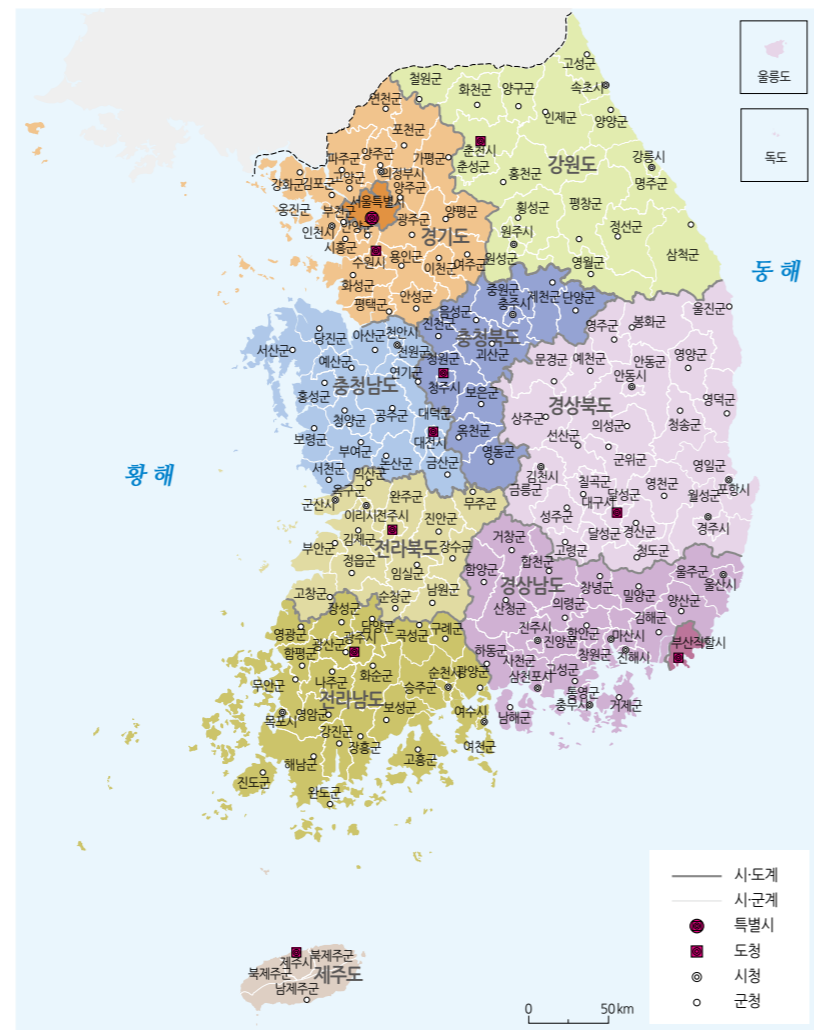 고성군
울릉도
철원군
화천군
양구군
속초시
연천군
인제군
양양군
포천군
독도
파주군
양주군
가평군
춘천시
춘성군
강원도
강릉시
의정부시
강화군
김포군
고양군
양주군
홍천군
명주군
서울특별시
옹진군
부천군
광주군
양평군
횡성군
평창군
인천시
안양군
경기도
원주시
정선군
시흥군
수원시
용인군
이천군
여주군
원성군
영월군
삼척군
동해
화성군
평택군
안성군
중원군
제천군
단양군
충주시
음성군
울진군
당진군
아산군
천안시
진천군
충청북도
영주군
봉화군
서산군
천원군
청원군
괴산군
예산군
연기군
문경군
예천군
안동군
영양군
충청남도
청주시
안동시
홍성군
보은군
경상북도
영덕군
청양군
공주군
대덕군
상주군
의성군
청송군
보령군
대전시
옥천군
선산군
부여군
논산군
금산군
영동군
군위군
황해
서천군
익산군
김천시
영일군
옥구군
완주군
무주군
금릉군
칠곡군
영천군
포항시
군산시
대구시
달성군
월성군
이리시
전주시
진안군
성주군
달성군
경산군
경주시
김제군
부안군
전라북도
장수군
거창군
고령군
청도군
정읍군
임실군
함양군
합천군
울주군
경상남도
창녕군
울산시
고창군
순창군
남원군
산청군
의령군
밀양군
양산군
장성군
담양군
진주시
함안군
김해군
영광군
광주시
곡성군
구례군
진양군
마산시
부산직할시
광산군
함평군
하동군
창원군
진해시
사천군
나주군
화순군
순천시
광양군
고성군
삼천포시
무안군
승주군
전라남도
통영군
영암군
보성군
여수시
충무시
거제군
목포시
남해군
강진군
장흥군
여천군
해남군
고흥군
진도군
완도군
시·도계
시·군계
특별시
도청
시청
군청
북제주군
제주시
북제주군
제주도
남제주군
0 50km